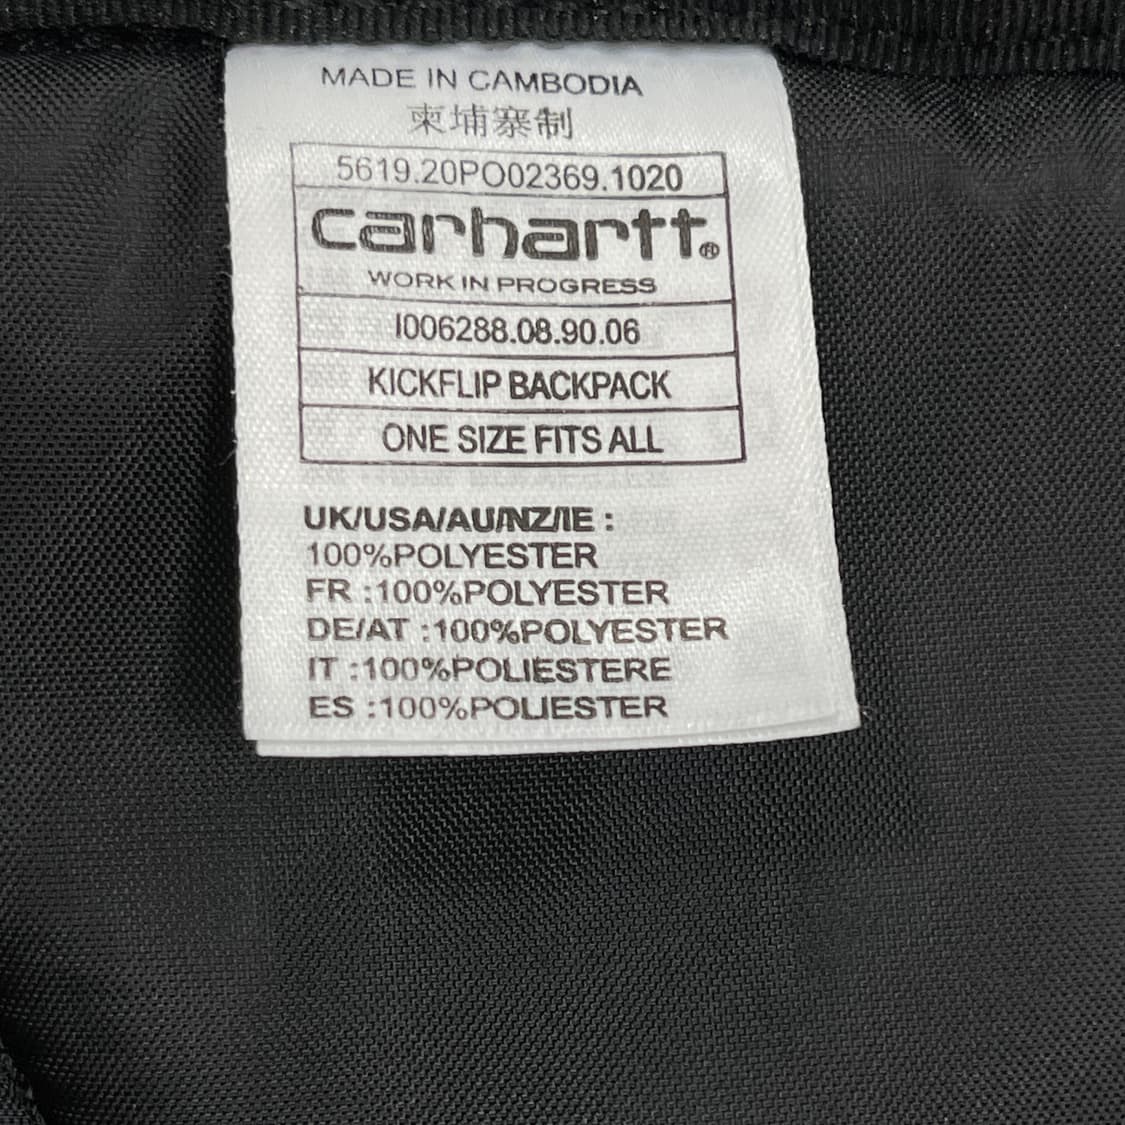 MADE IN CAMBODIA
柬埔寨制
5619.20PO02369.1020
carhartt®
WORK IN PROGRESS
I006288.08.90.06
KICKFLIP BACKPACK
ONE SIZE FITS ALL
UK/USA/AU/NZ/IE :
100%POLYESTER
FR :100%POLYESTER
DE/AT :100%POLYESTER
IT :100%POLIESTERE
ES :100%POLIESTER